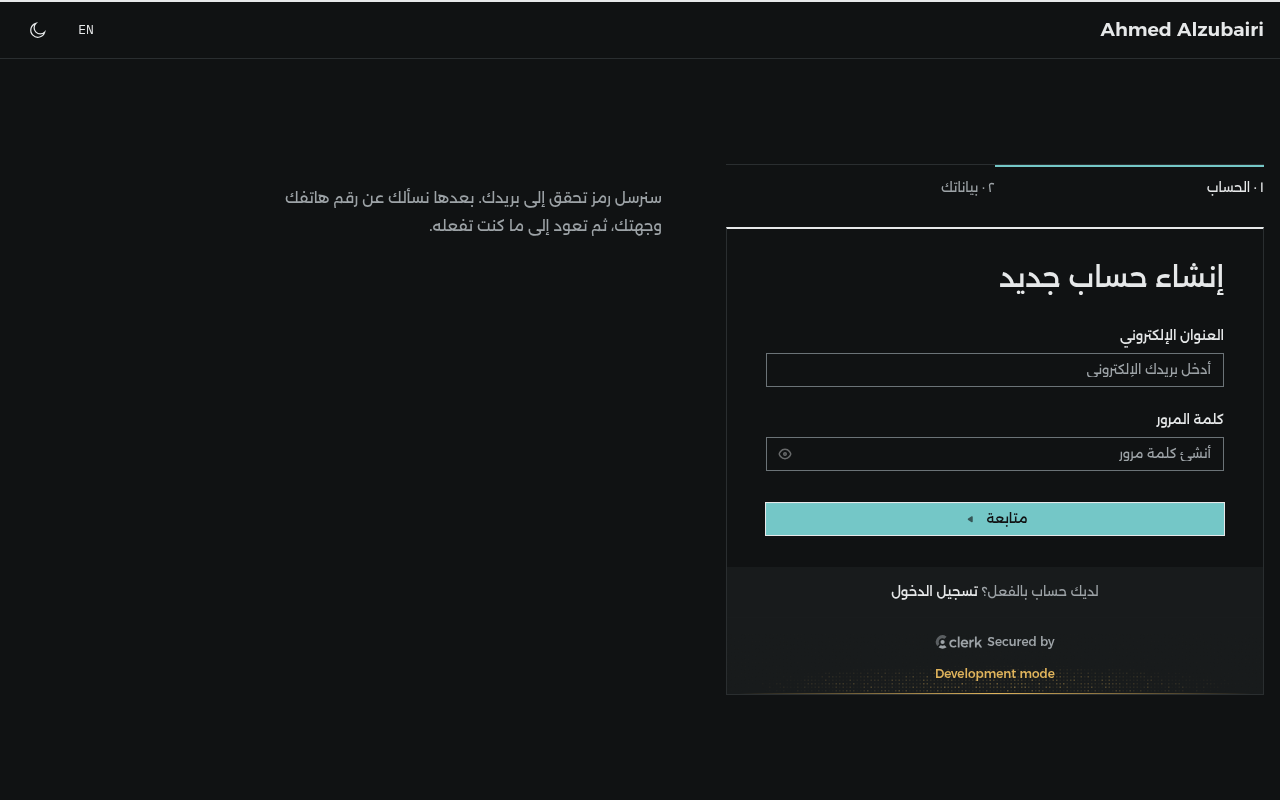 Ahmed Alzubairi
EN
٠١ الحساب
٠٢ بياناتك
سنرسل رمز تحقق إلى بريدك. بعدها نسألك عن رقم هاتفك
وجهتك، ثم تعود إلى ما كنت تفعله.
إنشاء حساب جديد
العنوان الإلكتروني
أدخل بريدك الإلكتروني
كلمة المرور
أنشئ كلمة مرور
متابعة
لديك حساب بالفعل؟ تسجيل الدخول
Secured by clerk
Development mode